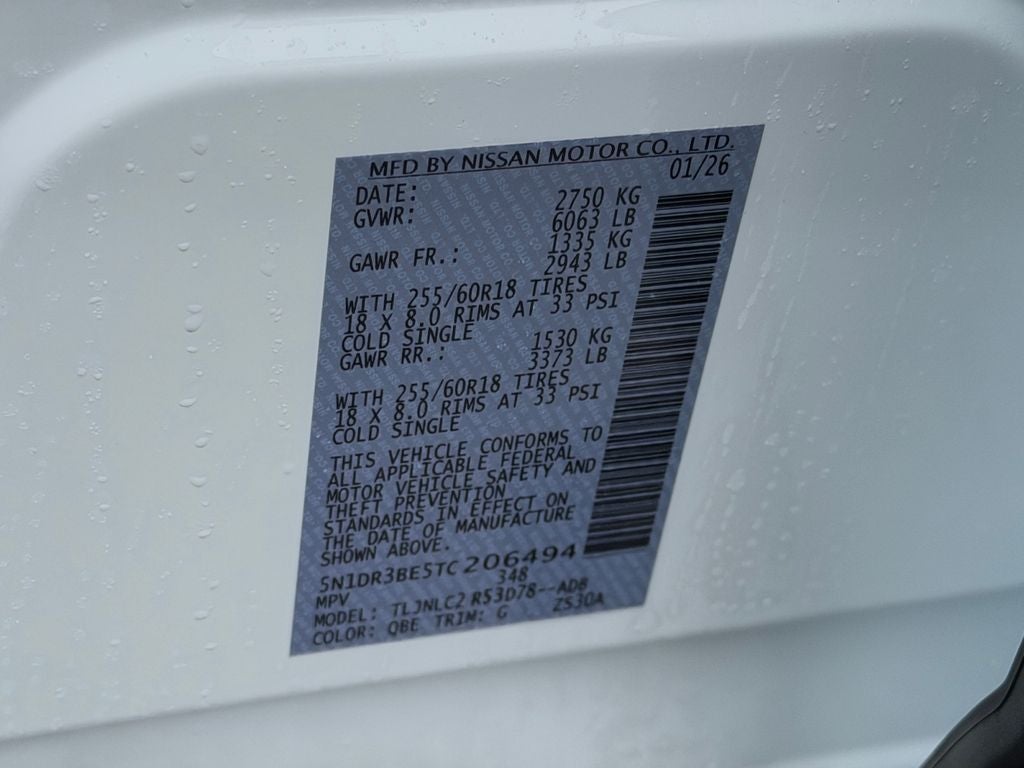 MFD BY NISSAN MOTOR CO., LTD.
DATE: 01/26
GVWR: 2750 KG
6063 LB
GAWR FR.: 1335 KG
2943 LB
WITH 255/60R18 TIRES
18 X 8.0 RIMS AT 33 PSI
COLD SINGLE
GAWR RR.: 1530 KG
3373 LB
WITH 255/60R18 TIRES
18 X 8.0 RIMS AT 33 PSI
COLD SINGLE
THIS VEHICLE CONFORMS TO
ALL APPLICABLE FEDERAL
MOTOR VEHICLE SAFETY AND
THEFT PREVENTION
STANDARDS IN EFFECT ON
THE DATE OF MANUFACTURE
SHOWN ABOVE.
5N1DR3BE5TC206494
MPV 348
MODEL: TLJNLC2 R53D78--AD8
COLOR: QBE TRIM: G ZS30A